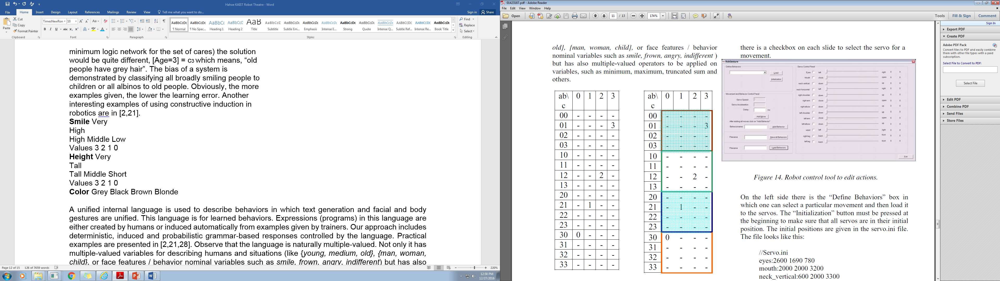 Hahoe KAIST Robot Theatre - Word
File Home Insert Design Layout References Mailings Review View Tell me what you want to do... Sign in Share
Cut
Copy
Format Painter
Paste
TimesNewRon 10
Clipboard Font Paragraph Styles Editing
¶ Normal ¶ No Spac... Heading 1 Heading 2 Title Subtitle Subtle Em... Emphasis Intense E... Strong Quote Intense Q... Subtle Ref... Intense Re... Book Title
Find
Replace
Select
minimum logic network for the set of cares) the solution
would be quite different, [Age=3] = c3 which means, “old
people have grey hair”. The bias of a system is
demonstrated by classifying all broadly smiling people to
children or all albinos to old people. Obviously, the more
examples given, the lower the learning error. Another
interesting examples of using constructive induction in
robotics are in [2,21].
Smile Very
High
High Middle Low
Values 3 2 1 0
Height Very
Tall
Tall Middle Short
Values 3 2 1 0
Color Grey Black Brown Blonde
A unified internal language is used to describe behaviors in which text generation and facial and body
gestures are unified. This language is for learned behaviors. Expressions (programs) in this language are
either created by humans or induced automatically from examples given by trainers. Our approach includes
deterministic, induced and probabilistic grammar-based responses controlled by the language. Practical
examples are presented in [2,21,28]. Observe that the language is naturally multiple-valued. Not only it has
multiple-valued variables for describing humans and situations (like {young, medium, old}, {man, woman,
child}, or face features / behavior nominal variables such as smile, frown, angry, indifferent) but has also
Page 12 of 15 126 of 7659 words 220%
12:58 PM
12/27/2016
01423187.pdf - Adobe Reader
File Edit View Window Help
Open 11 / 13 174% Tools Fill & Sign Comment
old}, {man, woman, child}, or face features / behavior
nominal variables such as smile, frown, angry, indifferent )
but has also multiple-valued operators to be applied on
variables, such as minimum, maximum, truncated sum and
others.
ab\ 0 1 2 3
c
00 - - - -
01 - - - 3
02 - - - -
03 - - - -
10 - - - -
11 - - - -
12 - - 2 -
13 - - - -
20 - - - -
21 - 1 - -
22 - - - -
23 - - - -
30 0 - - -
31 - - - -
32 - - - -
33 - - - -
ab\ 0 1 2 3
c
00 - - - -
01 - - - 3
02 - - - -
03 - - - -
10 - - - -
11 - - - -
12 - - 2 -
13 - - - -
20 - - - -
21 - 1 - -
22 - - - -
23 - - - -
30 0 - - -
31 - - - -
32 - - - -
33 - - - -
there is a checkbox on each slide to select the servo for a
movement.
RobGesture
Define Behaviors
Load
Initialization
Movement and Behavior Control Panel
Servo Speed
Servo Acceleration
Delay ms
Add Move
After adding all moves click on "Add Behavior"
Behaviorname Add Behavior
Filename Save all Behaviors
Filename Load Behaviors
Servo Control Panel
Eyes left right 0 0
Mouth close open 0 0
neck vertical down up 0 0
neck horizontal left right 0 0
right shoulder down up 0 0
right arm close open 0 0
right elbow down up 0 0
left shoulder down up 0 0
left arm close open 0 0
left elbow down up 0 0
waist left right 0 0
right leg back front 0 0
left leg back front 0 0
Exit
Figure 14. Robot control tool to edit actions.
On the left side there is the “Define Behaviors” box in
which one can select a particular movement and then load it
to the servos. The “Initialization” button must be pressed at
the beginning to make sure that all servos are in their initial
position. The initial positions are given in the servo.ini file.
The file looks like this:
//Servo.ini
eyes:2600 1690 780
mouth:2000 2000 3200
neck_vertical:600 2000 3300
Sign In
Export PDF
Create PDF
Adobe PDF Pack
Convert files to PDF and easily combine
them with other file types with a paid
subscription.
Select File to Convert to PDF:
Select File
Edit PDF
Combine PDF
Send Files
Store Files